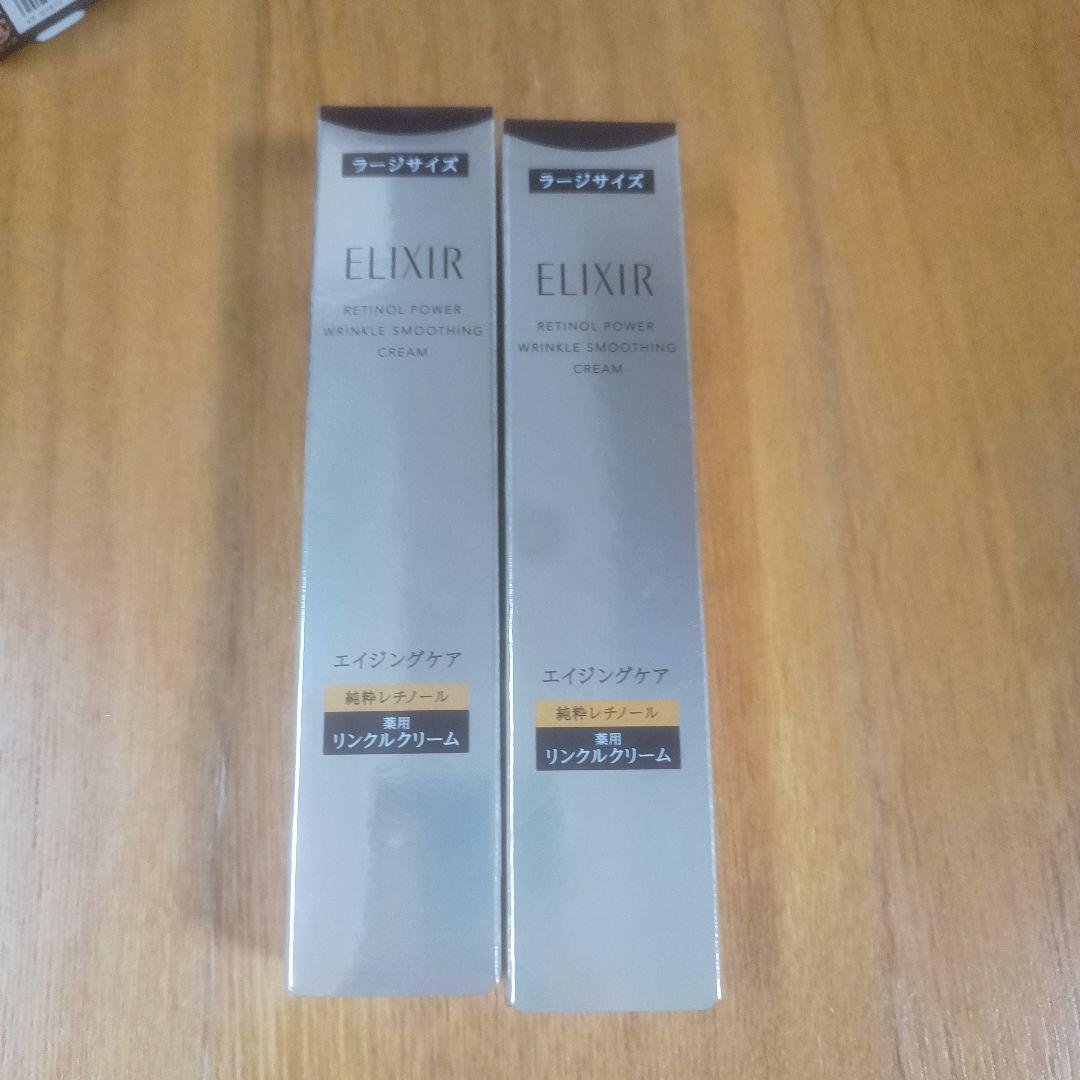 ラージサイズ
ELIXIR
RETINOL POWER
WRINKLE SMOOTHING
CREAM
エイジングケア
純粋レチノール
薬用
リンクルクリーム
ラージサイズ
ELIXIR
RETINOL POWER
WRINKLE SMOOTHING
CREAM
エイジングケア
純粋レチノール
薬用
リンクルクリーム